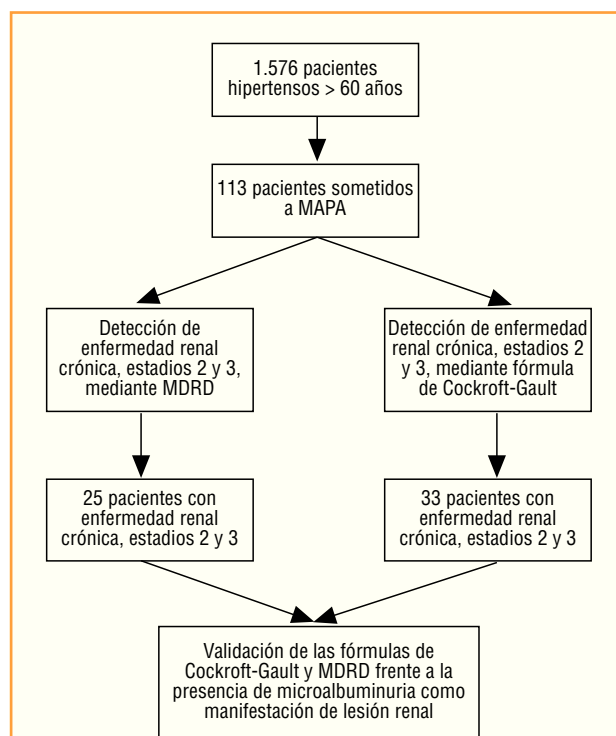 1.576 pacientes
hipertensos > 60 años
113 pacientes sometidos
a MAPA
Detección de
enfermedad renal
crónica, estadios 2 y 3,
mediante MDRD
Detección de enfermedad
renal crónica, estadios 2
y 3, mediante fórmula
de Cockroft-Gault
25 pacientes con
enfermedad renal
crónica, estadios 2 y 3
33 pacientes con
enfermedad renal
crónica, estadios 2 y 3
Validación de las fórmulas de
Cockroft-Gault y MDRD frente a la
presencia de microalbuminuria como
manifestación de lesión renal